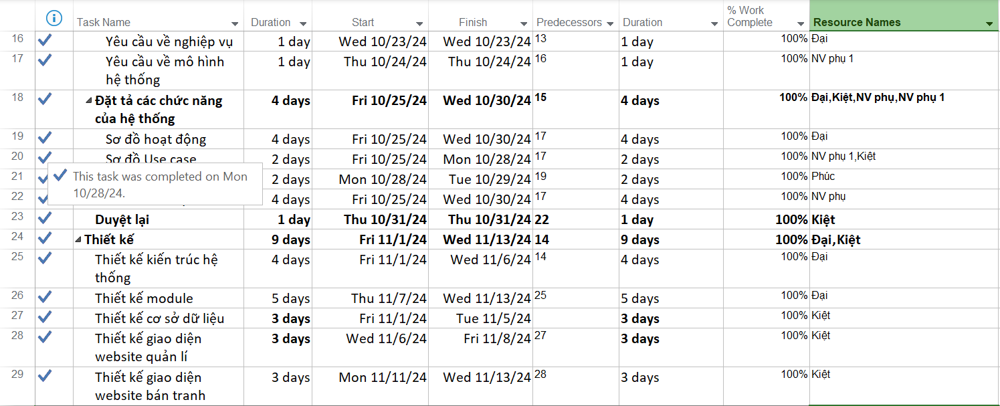 Task Name Duration Start Finish Predecessors Duration % Work Complete Resource Names
16 Yêu cầu về nghiệp vụ 1 day Wed 10/23/24 Wed 10/23/24 13 1 day 100% Đại
17 Yêu cầu về mô hình 1 day Thu 10/24/24 Thu 10/24/24 16 1 day 100% NV phụ 1
hệ thống
18 Đặt tả các chức năng 4 days Fri 10/25/24 Wed 10/30/24 15 4 days 100% Đại,Kiệt,NV phụ,NV phụ 1
của hệ thống
19 Sơ đồ hoạt động 4 days Fri 10/25/24 Wed 10/30/24 17 4 days 100% Đại
20 Sơ đồ Use case 2 days Fri 10/25/24 Mon 10/28/24 17 2 days 100% NV phụ 1,Kiệt
This task was completed on Mon
10/28/24.
21 2 days Mon 10/28/24 Tue 10/29/24 19 2 days 100% Phúc
22 4 days Fri 10/25/24 Wed 10/30/24 17 4 days 100% NV phụ
23 Duyệt lại 1 day Thu 10/31/24 Thu 10/31/24 22 1 day 100% Kiệt
24 Thiết kế 9 days Fri 11/1/24 Wed 11/13/24 14 9 days 100% Đại,Kiệt
25 Thiết kế kiến trúc hệ 4 days Fri 11/1/24 Wed 11/6/24 14 4 days 100% Đại
thống
26 Thiết kế module 5 days Thu 11/7/24 Wed 11/13/24 25 5 days 100% Đại
27 Thiết kế cơ sở dữ liệu 3 days Fri 11/1/24 Tue 11/5/24 3 days 100% Kiệt
28 Thiết kế giao diện 3 days Wed 11/6/24 Fri 11/8/24 27 3 days 100% Kiệt
website quản lí
29 Thiết kế giao diện 3 days Mon 11/11/24 Wed 11/13/24 28 3 days 100% Kiệt
website bán tranh